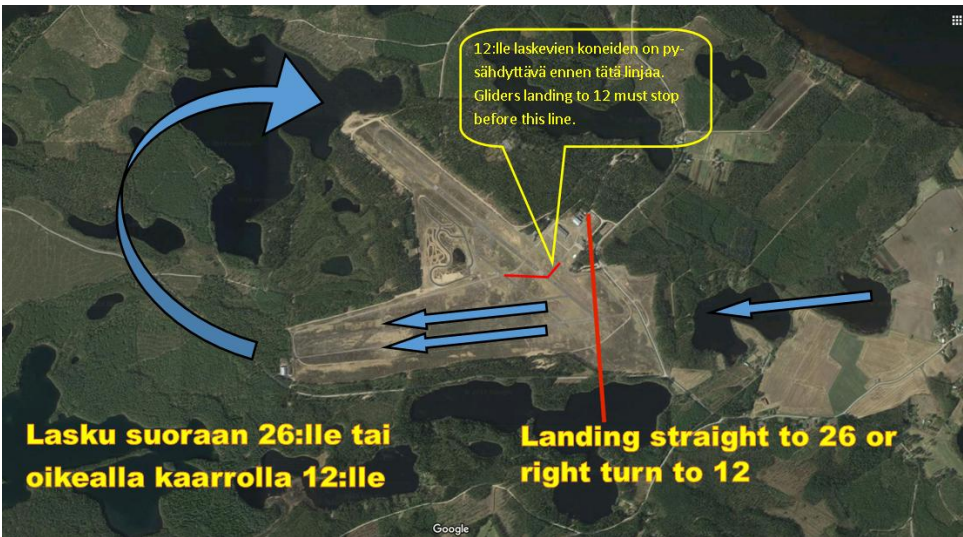 12:lle laskevien koneiden on py-
sähdyttävä ennen tätä linjaa.
Gliders landing to 12 must stop
before this line.
Lasku suoraan 26:lle tai
oikealla kaarrolla 12:lle
Landing straight to 26 or
right turn to 12
Google